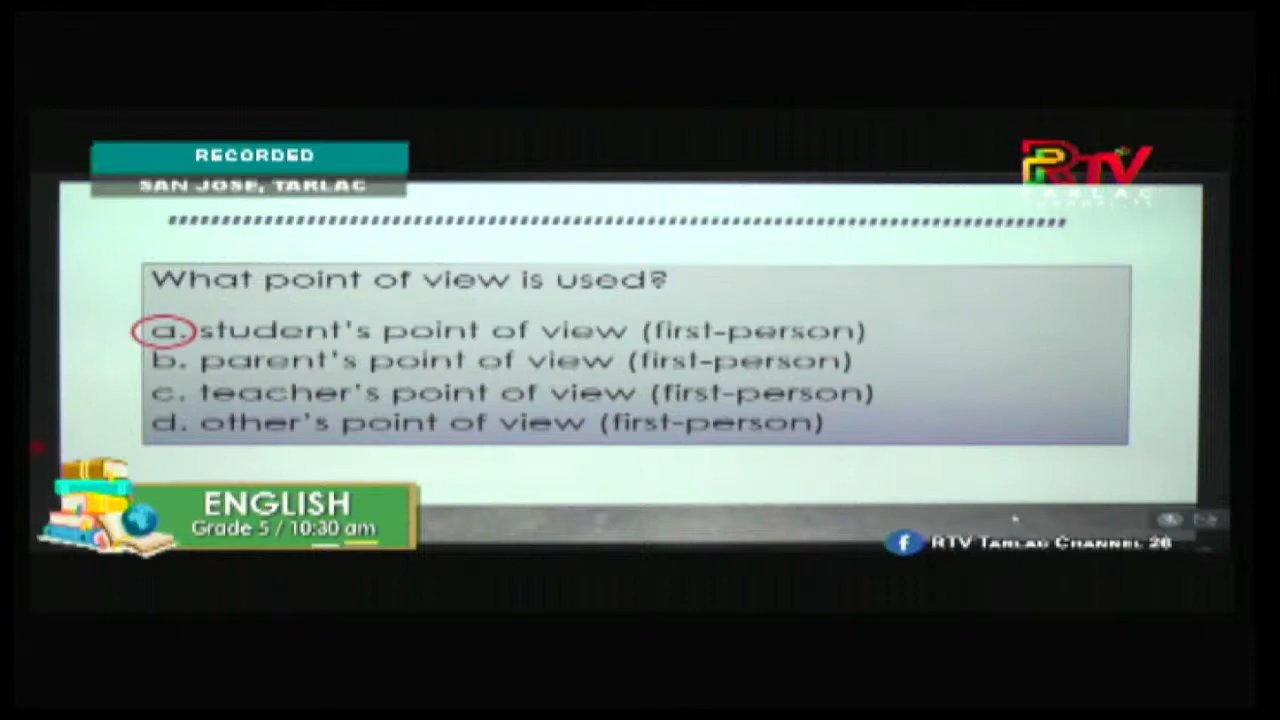 RECORDED
SAN JOSE, TARLAC
RTV
TARLAC
What point of view is used?
a. student's point of view (first-person)
b. parent's point of view (first-person)
c. teacher's point of view (first-person)
d. other's point of view (first-person)
ENGLISH
Grade 5 / 10:30 am
f RTV Tarlac Channel 26